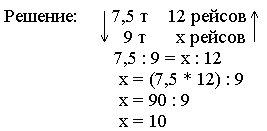 Решение: 7,5 т 12 рейсов
9 т х рейсов
7,5 : 9 = х : 12
х = (7,5 * 12) : 9
х = 90 : 9
х = 10